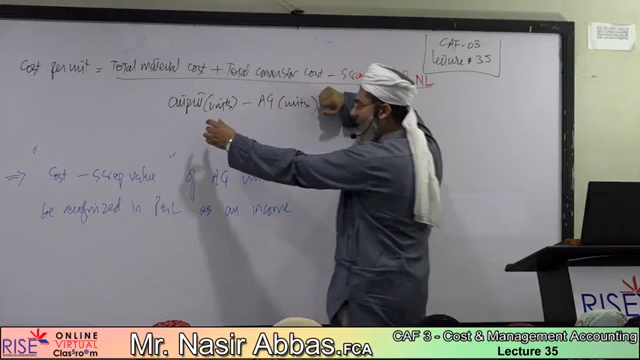 CAF-03
Lecture # 35
Cost per unit = Total material cost + Total conversion cost - Scrap NL
Output (units) - AG (units)
" Cost - Scrap value " of AG
be recognized in P&L as an income
RISE
RISE
ONLINE
VIRTUAL
Classroom
Mr. Nasir Abbas.FCA
CAF 3 - Cost & Management Accounting
Lecture 35
RISE